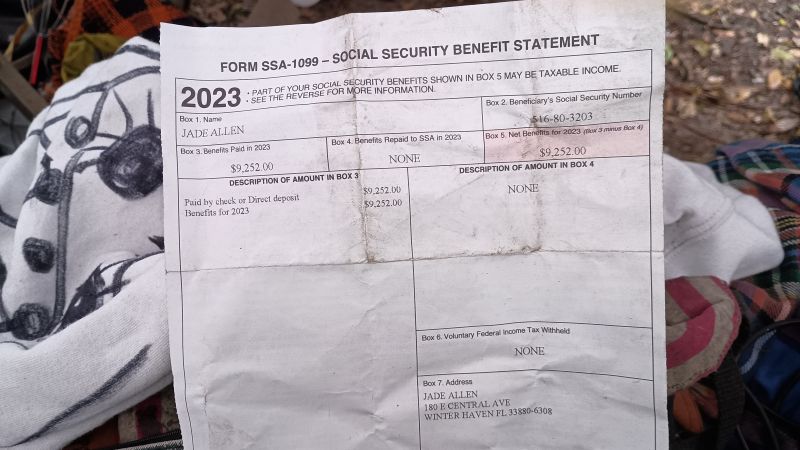 FORM SSA-1099 – SOCIAL SECURITY BENEFIT STATEMENT
2023
• PART OF YOUR SOCIAL SECURITY BENEFITS SHOWN IN BOX 5 MAY BE TAXABLE INCOME.
• SEE THE REVERSE FOR MORE INFORMATION.
Box 1. Name
JADE ALLEN
Box 2. Beneficiary's Social Security Number
516-80-3203
Box 3. Benefits Paid in 2023
$9,252.00
Box 4. Benefits Repaid to SSA in 2023
NONE
Box 5. Net Benefits for 2023 (Box 3 minus Box 4)
$9,252.00
DESCRIPTION OF AMOUNT IN BOX 3
Paid by check or Direct deposit $9,252.00
Benefits for 2023 $9,252.00
DESCRIPTION OF AMOUNT IN BOX 4
NONE
Box 6. Voluntary Federal Income Tax Withheld
NONE
Box 7. Address
JADE ALLEN
180 E CENTRAL AVE
WINTER HAVEN FL 33880-6308